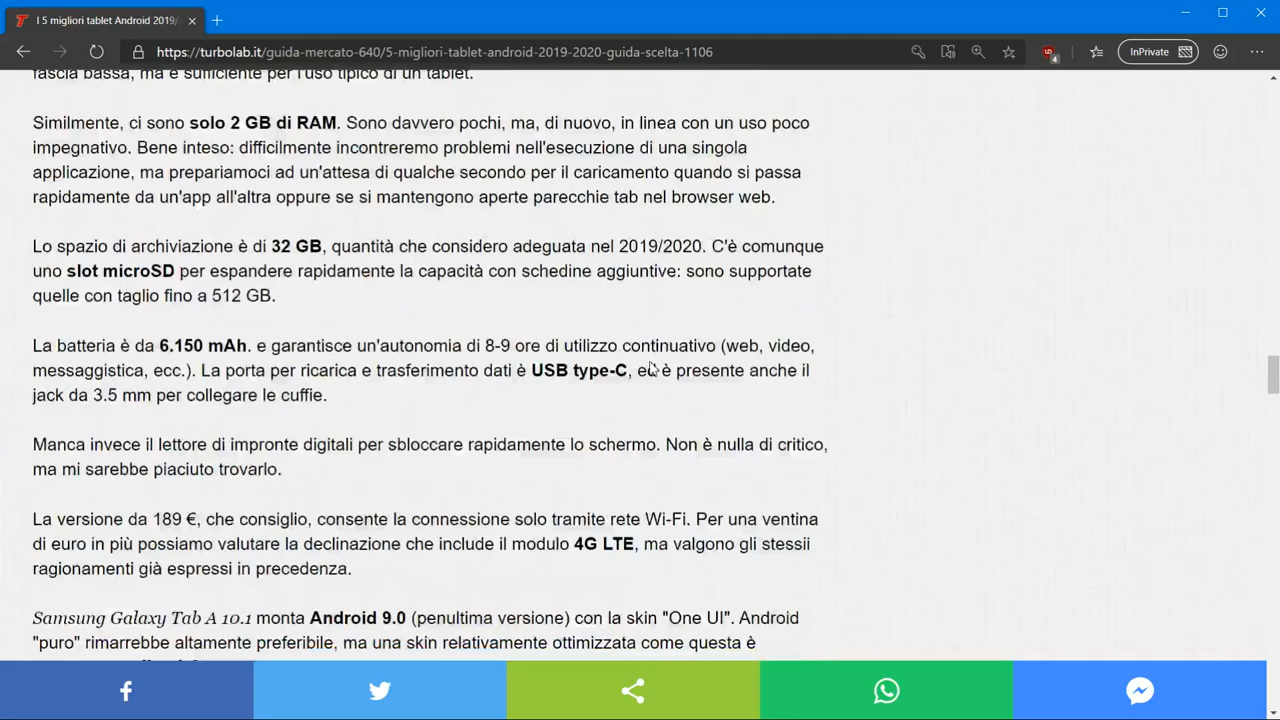 I 5 migliori tablet Android 2019/
https://turbolab.it/guida-mercato-640/5-migliori-tablet-android-2019-2020-guida-scelta-1106
4
InPrivate
fascia bassa, ma è sufficiente per l'uso tipico di un tablet.
Similmente, ci sono solo 2 GB di RAM. Sono davvero pochi, ma, di nuovo, in linea con un uso poco
impegnativo. Bene inteso: difficilmente incontreremo problemi nell'esecuzione di una singola
applicazione, ma prepariamoci ad un'attesa di qualche secondo per il caricamento quando si passa
rapidamente da un'app all'altra oppure se si mantengono aperte parecchie tab nel browser web.
Lo spazio di archiviazione è di 32 GB, quantità che considero adeguata nel 2019/2020. C'è comunque
uno slot microSD per espandere rapidamente la capacità con schedine aggiuntive: sono supportate
quelle con taglio fino a 512 GB.
La batteria è da 6.150 mAh. e garantisce un'autonomia di 8-9 ore di utilizzo continuativo (web, video,
messaggistica, ecc.). La porta per ricarica e trasferimento dati è USB type-C, ed è presente anche il
jack da 3.5 mm per collegare le cuffie.
Manca invece il lettore di impronte digitali per sbloccare rapidamente lo schermo. Non è nulla di critico,
ma mi sarebbe piaciuto trovarlo.
La versione da 189 €, che consiglio, consente la connessione solo tramite rete Wi-Fi. Per una ventina
di euro in più possiamo valutare la declinazione che include il modulo 4G LTE, ma valgono gli stessii
ragionamenti già espressi in precedenza.
Samsung Galaxy Tab A 10.1 monta Android 9.0 (penultima versione) con la skin "One UI". Android
"puro" rimarrebbe altamente preferibile, ma una skin relativamente ottimizzata come questa è